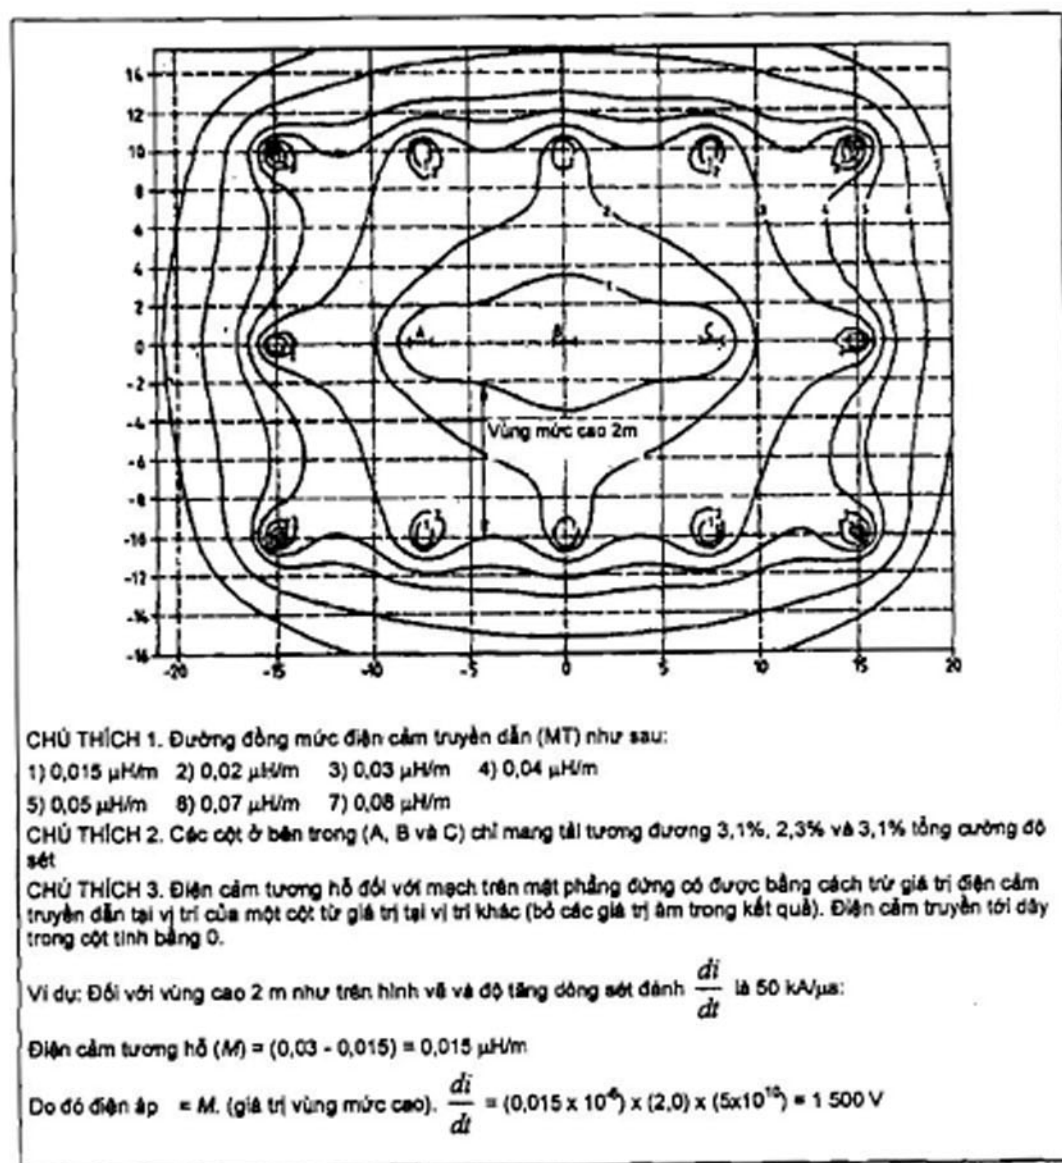 14
12
10
8
6
4
2
0
-2
-4
-6
-8
-10
-12
-14
-16
-20 -15 -10 -5 0 5 10 15 20
2
3
4
5
4
1
A B C
Vùng mức cao 2m
CHÚ THÍCH 1. Đường đồng mức điện cảm truyền dẫn (MT) như sau:
1) 0,015 µH/m 2) 0,02 µH/m 3) 0,03 µH/m 4) 0,04 µH/m
5) 0,05 µH/m 6) 0,07 µH/m 7) 0,08 µH/m
CHÚ THÍCH 2. Các cột ở bên trong (A, B và C) chỉ mang tải tương đương 3,1%, 2,3% và 3,1% tổng cường độ
sét
CHÚ THÍCH 3. Điện cảm tương hỗ đối với mạch trên mặt phẳng đứng có được bằng cách trừ giá trị điện cảm
truyền dẫn tại vị trí của một cột từ giá trị tại vị trí khác (bỏ các giá trị âm trong kết quả). Điện cảm truyền tới dây
trong cột tính bằng 0.
Ví dụ: Đối với vùng cao 2 m như trên hình vẽ và độ tăng dòng sét đánh di/dt là 50 kA/µs:
Điện cảm tương hỗ (M) = (0,03 - 0,015) = 0,015 µH/m
Do đó điện áp = M. (giá trị vùng mức cao). di/dt = (0,015 x 10⁻⁶) x (2,0) x (5x10¹⁰) = 1 500 V